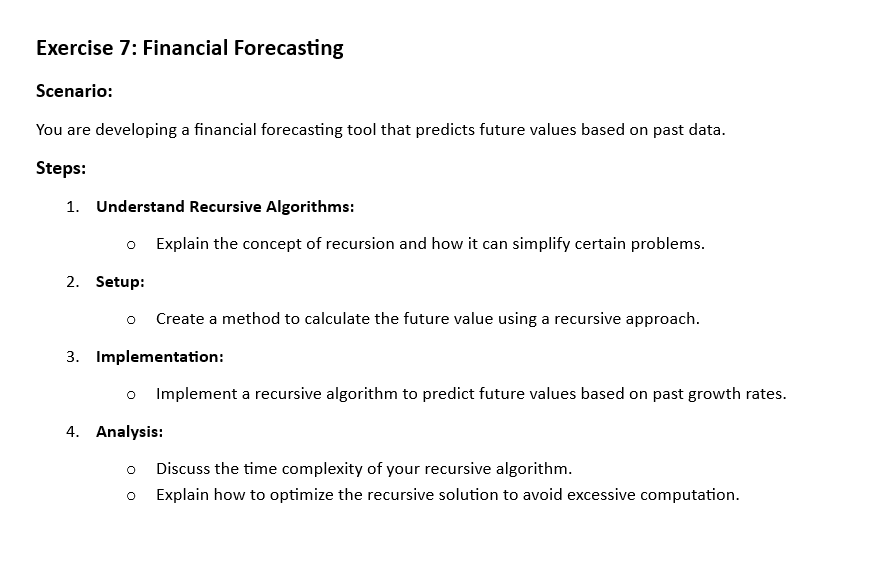 Exercise 7: Financial Forecasting
Scenario:
You are developing a financial forecasting tool that predicts future values based on past data.
Steps:
1. Understand Recursive Algorithms:
o Explain the concept of recursion and how it can simplify certain problems.
2. Setup:
o Create a method to calculate the future value using a recursive approach.
3. Implementation:
o Implement a recursive algorithm to predict future values based on past growth rates.
4. Analysis:
o Discuss the time complexity of your recursive algorithm.
o Explain how to optimize the recursive solution to avoid excessive computation.